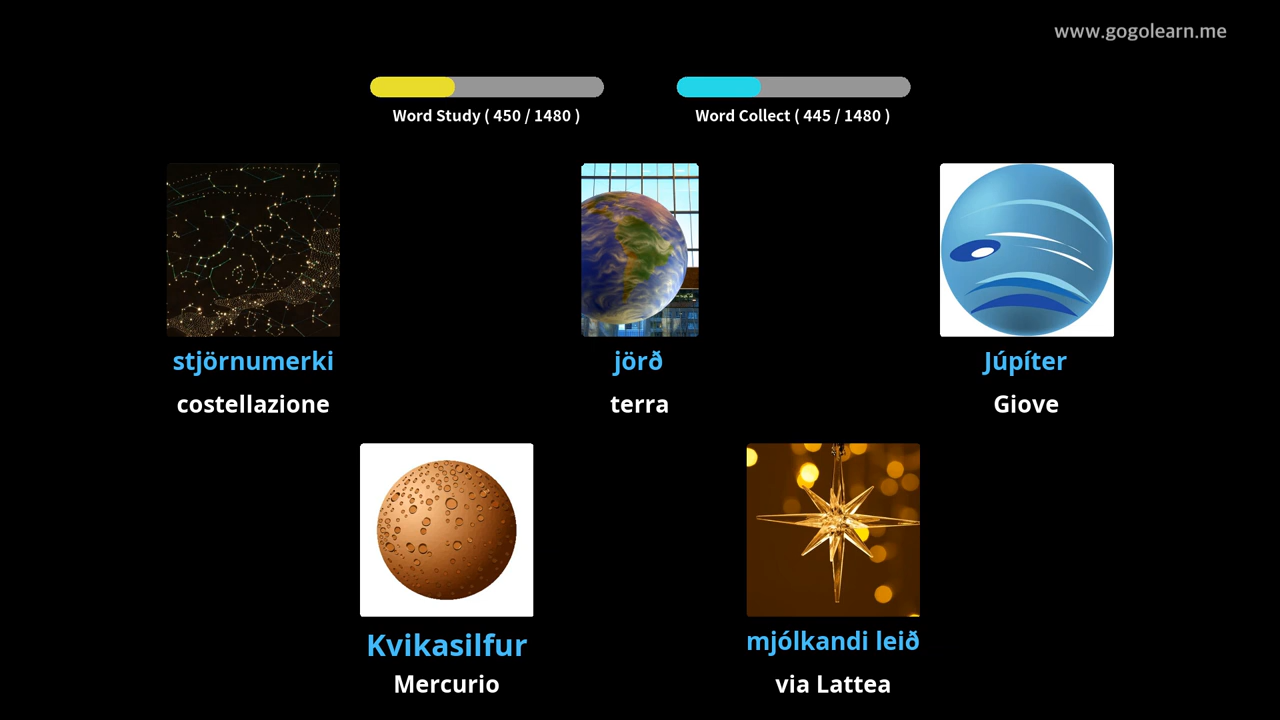 www.gogolearn.me
Word Study ( 450 / 1480 )
Word Collect ( 445 / 1480 )
stjörnumerki
jörð
Júpíter
costellazione
terra
Giove
Kvikasilfur
mjólkandi leið
Mercurio
via Lattea